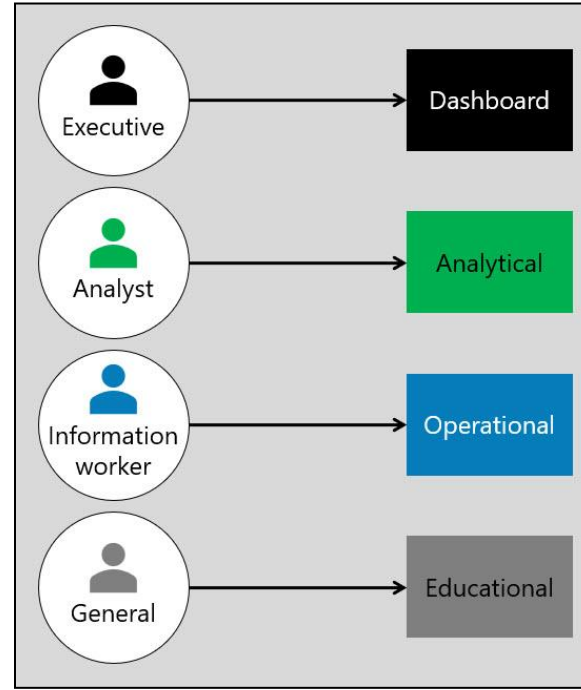 Executive
Dashboard
Analyst
Analytical
Information
worker
Operational
General
Educational